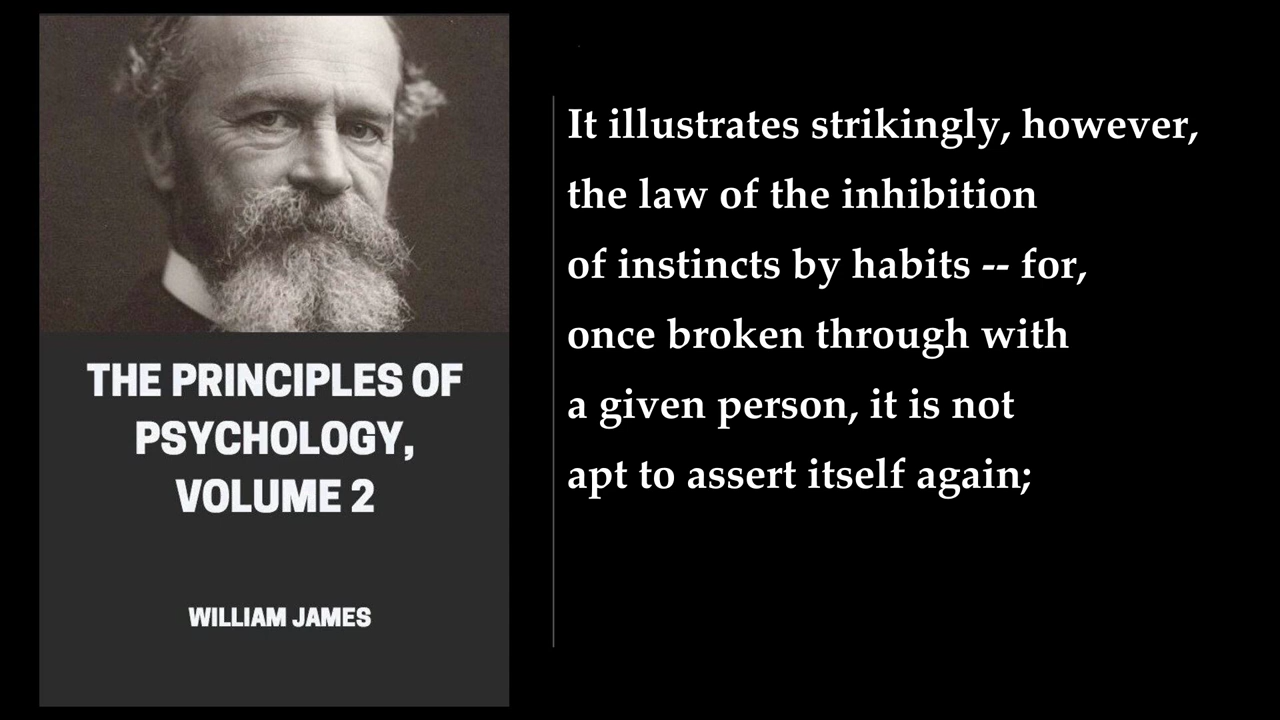 THE PRINCIPLES OF
PSYCHOLOGY,
VOLUME 2
WILLIAM JAMES
It illustrates strikingly, however,
the law of the inhibition
of instincts by habits -- for,
once broken through with
a given person, it is not
apt to assert itself again;